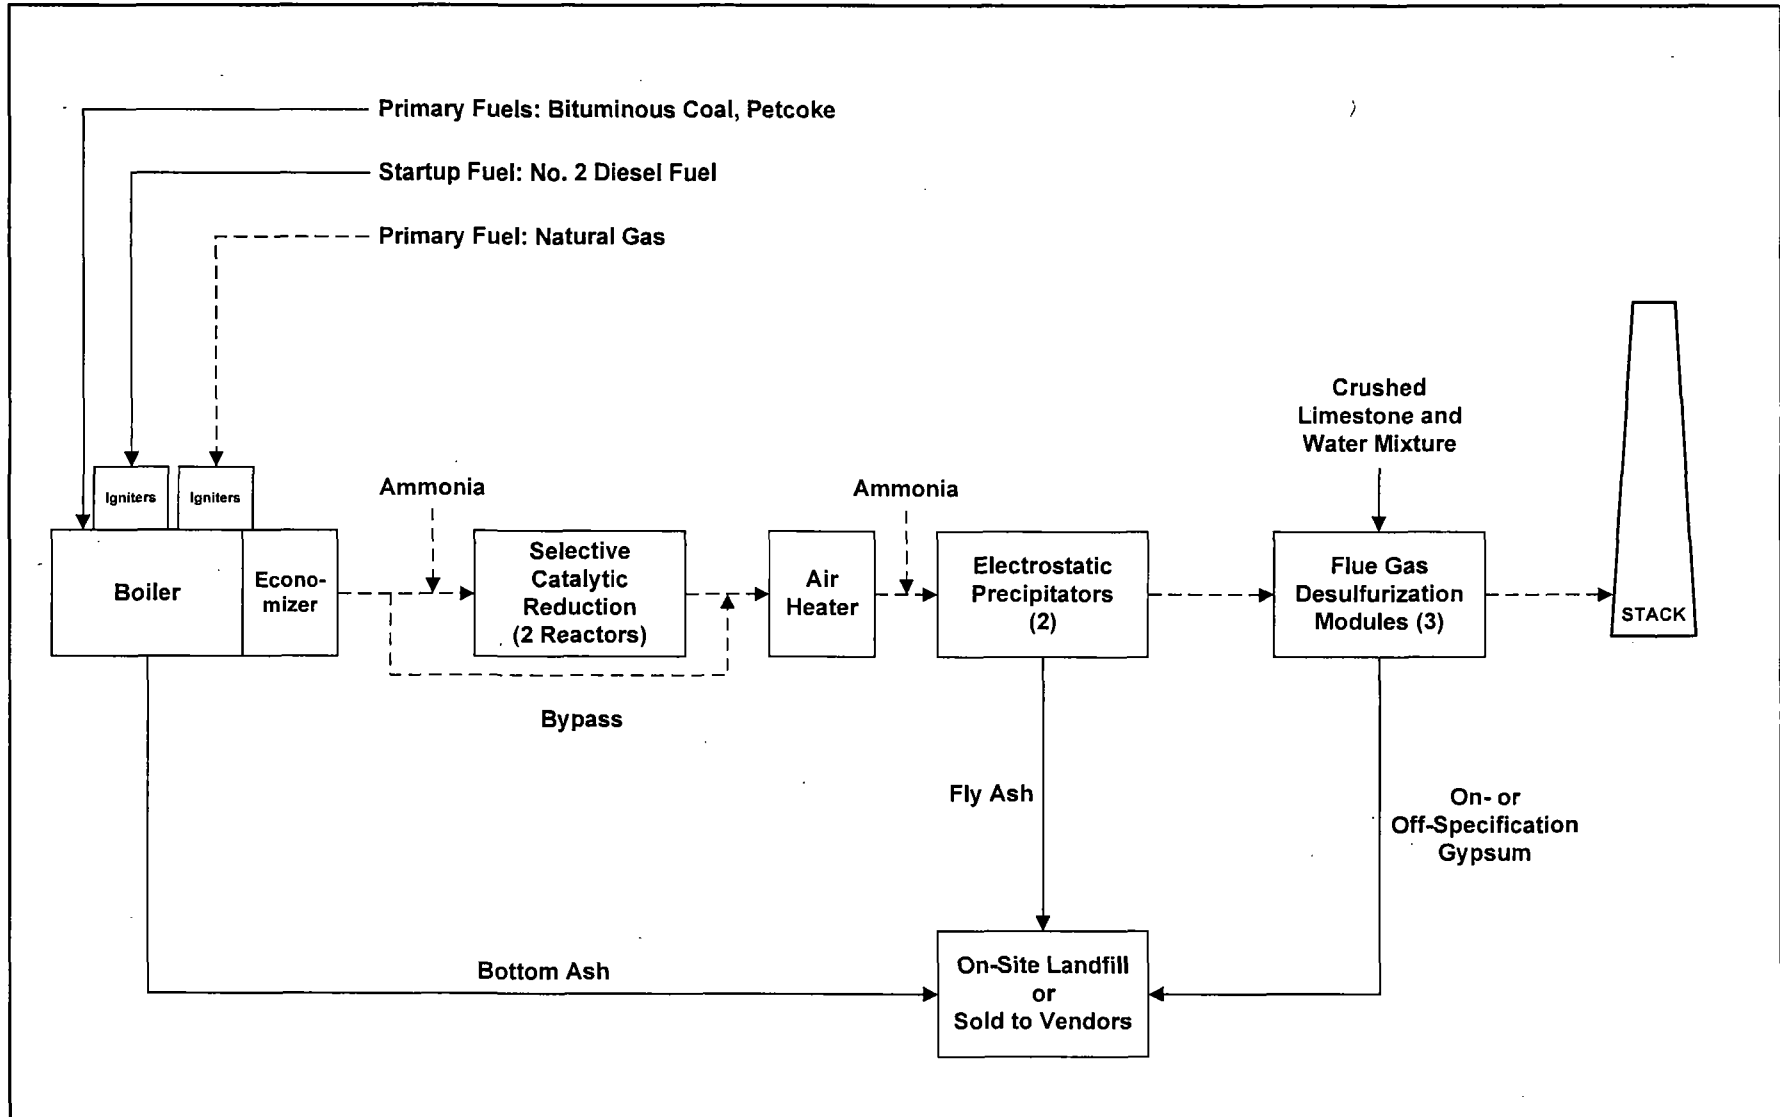 Primary Fuels: Bituminous Coal, Petcoke
Startup Fuel: No. 2 Diesel Fuel
Primary Fuel: Natural Gas
Igniters
Igniters
Boiler
Econo-
mizer
Ammonia
Selective
Catalytic
Reduction
(2 Reactors)
Bypass
Air
Heater
Ammonia
Electrostatic
Precipitators
(2)
Crushed
Limestone and
Water Mixture
Flue Gas
Desulfurization
Modules (3)
STACK
Fly Ash
On- or
Off-Specification
Gypsum
Bottom Ash
On-Site Landfill
or
Sold to Vendors